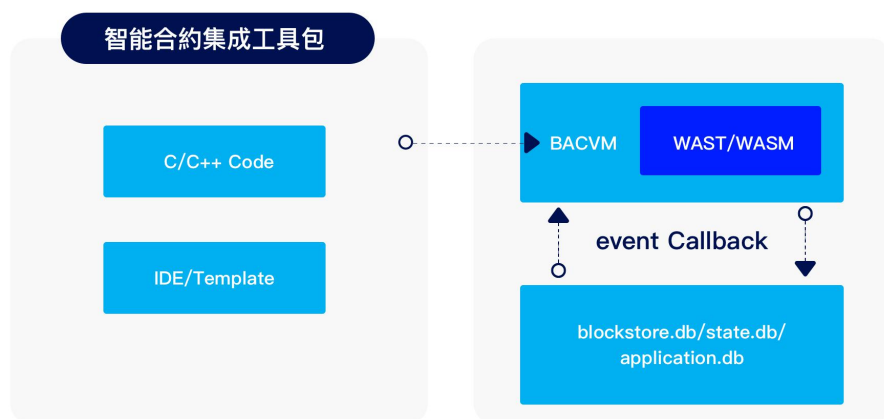 智能合約集成工具包
C/C++ Code
IDE/Template
BACVM
WAST/WASM
event Callback
blockstore.db/state.db/
application.db